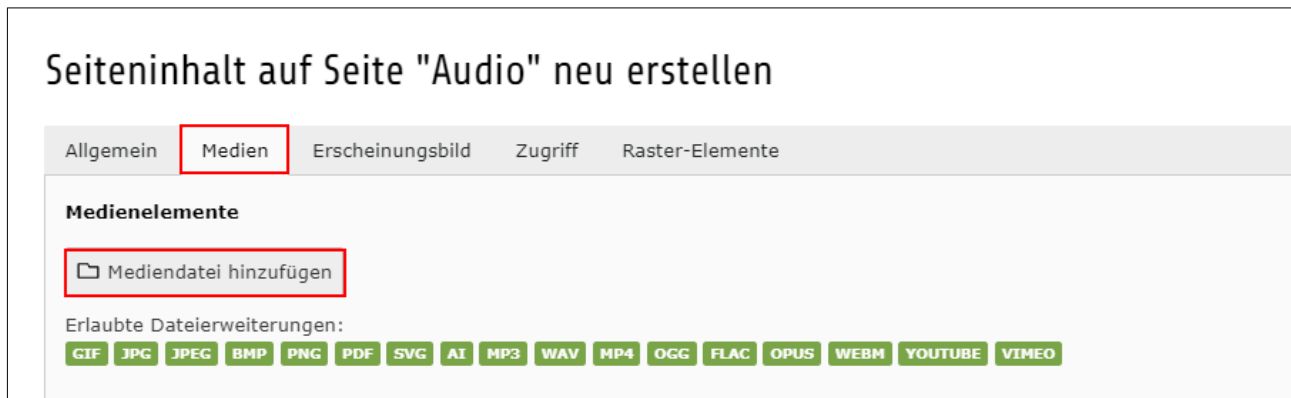 Seiteninhalt auf Seite "Audio" neu erstellen
Allgemein Medien Erscheinungsbild Zugriff Raster-Elemente
Medienelemente
Mediendatei hinzufügen
Erlaubte Dateierweiterungen:
GIF JPG JPEG BMP PNG PDF SVG AI MP3 WAV MP4 OGG FLAC OPUS WEBM YOUTUBE VIMEO